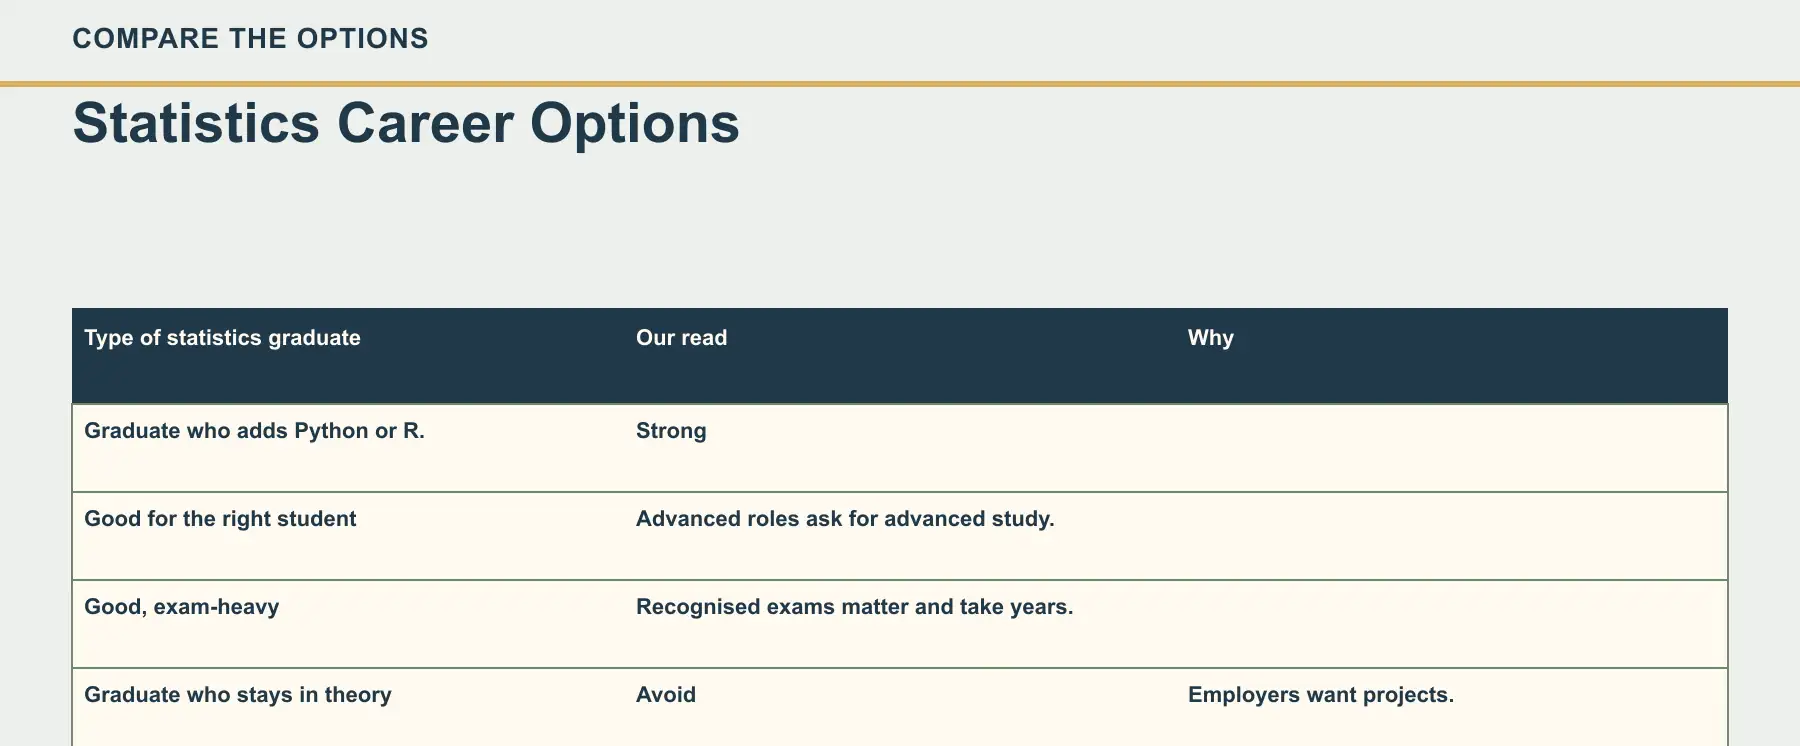 COMPARE THE OPTIONS
Statistics Career Options
Type of statistics graduate Our read Why
Graduate who adds Python or R. Strong
Good for the right student Advanced roles ask for advanced study.
Good, exam-heavy Recognised exams matter and take years.
Graduate who stays in theory Avoid Employers want projects.